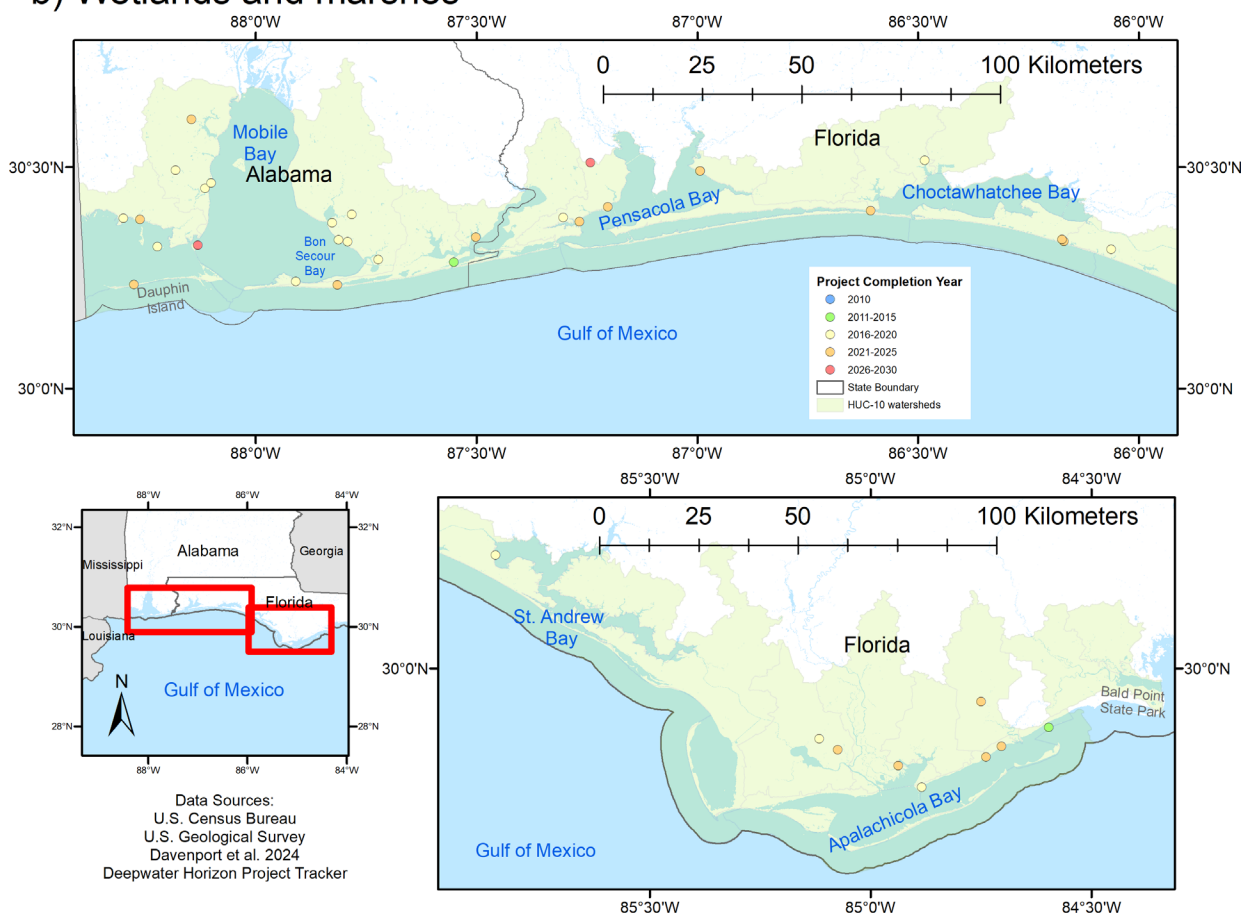 b) Wetlands and marshes
88°0'W 87°30'W 87°0'W 86°30'W 86°0'W
0 25 50 100 Kilometers
Mobile
Bay
Alabama
Florida
30°30'N 30°30'N
Choctawhatchee Bay
Pensacola Bay
Bon
Secour
Bay
Dauphin
Island
Gulf of Mexico
Project Completion Year
2010
2011-2015
2016-2020
2021-2025
2026-2030
State Boundary
HUC-10 watersheds
30°0'N 30°0'N
88°0'W 87°30'W 87°0'W 86°30'W 86°0'W
88°W 86°W 84°W
32°N 32°N
Alabama
Georgia
Mississippi
Florida
30°N 30°N
Louisiana
Gulf of Mexico
N
28°N 28°N
88°W 86°W 84°W
Data Sources:
U.S. Census Bureau
U.S. Geological Survey
Davenport et al. 2024
Deepwater Horizon Project Tracker
85°30'W 85°0'W 84°30'W
0 25 50 100 Kilometers
St. Andrew
Bay
Florida
30°0'N 30°0'N
Bald Point
State Park
Apalachicola Bay
Gulf of Mexico
85°30'W 85°0'W 84°30'W